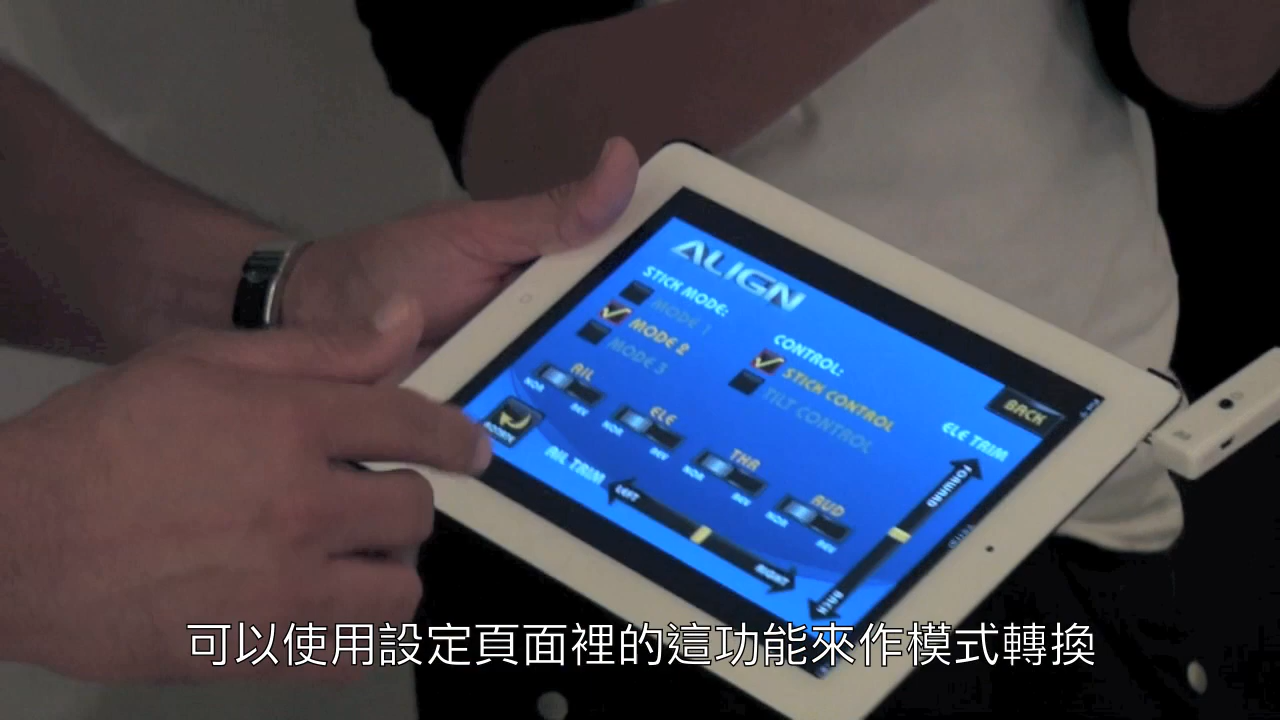 ALIGN
STICK MODE:
MODE 1
MODE 2
MODE 3
CONTROL:
STICK CONTROL
TILT CONTROL
BACK
AIL
NOR REV
ELE
NOR REV
THR
NOR REV
RUD
NOR REV
AIL TRIM
LEFT
RIGHT
ELE TRIM
FORWARD
BACK
可以使用設定頁面裡的這功能來作模式轉換